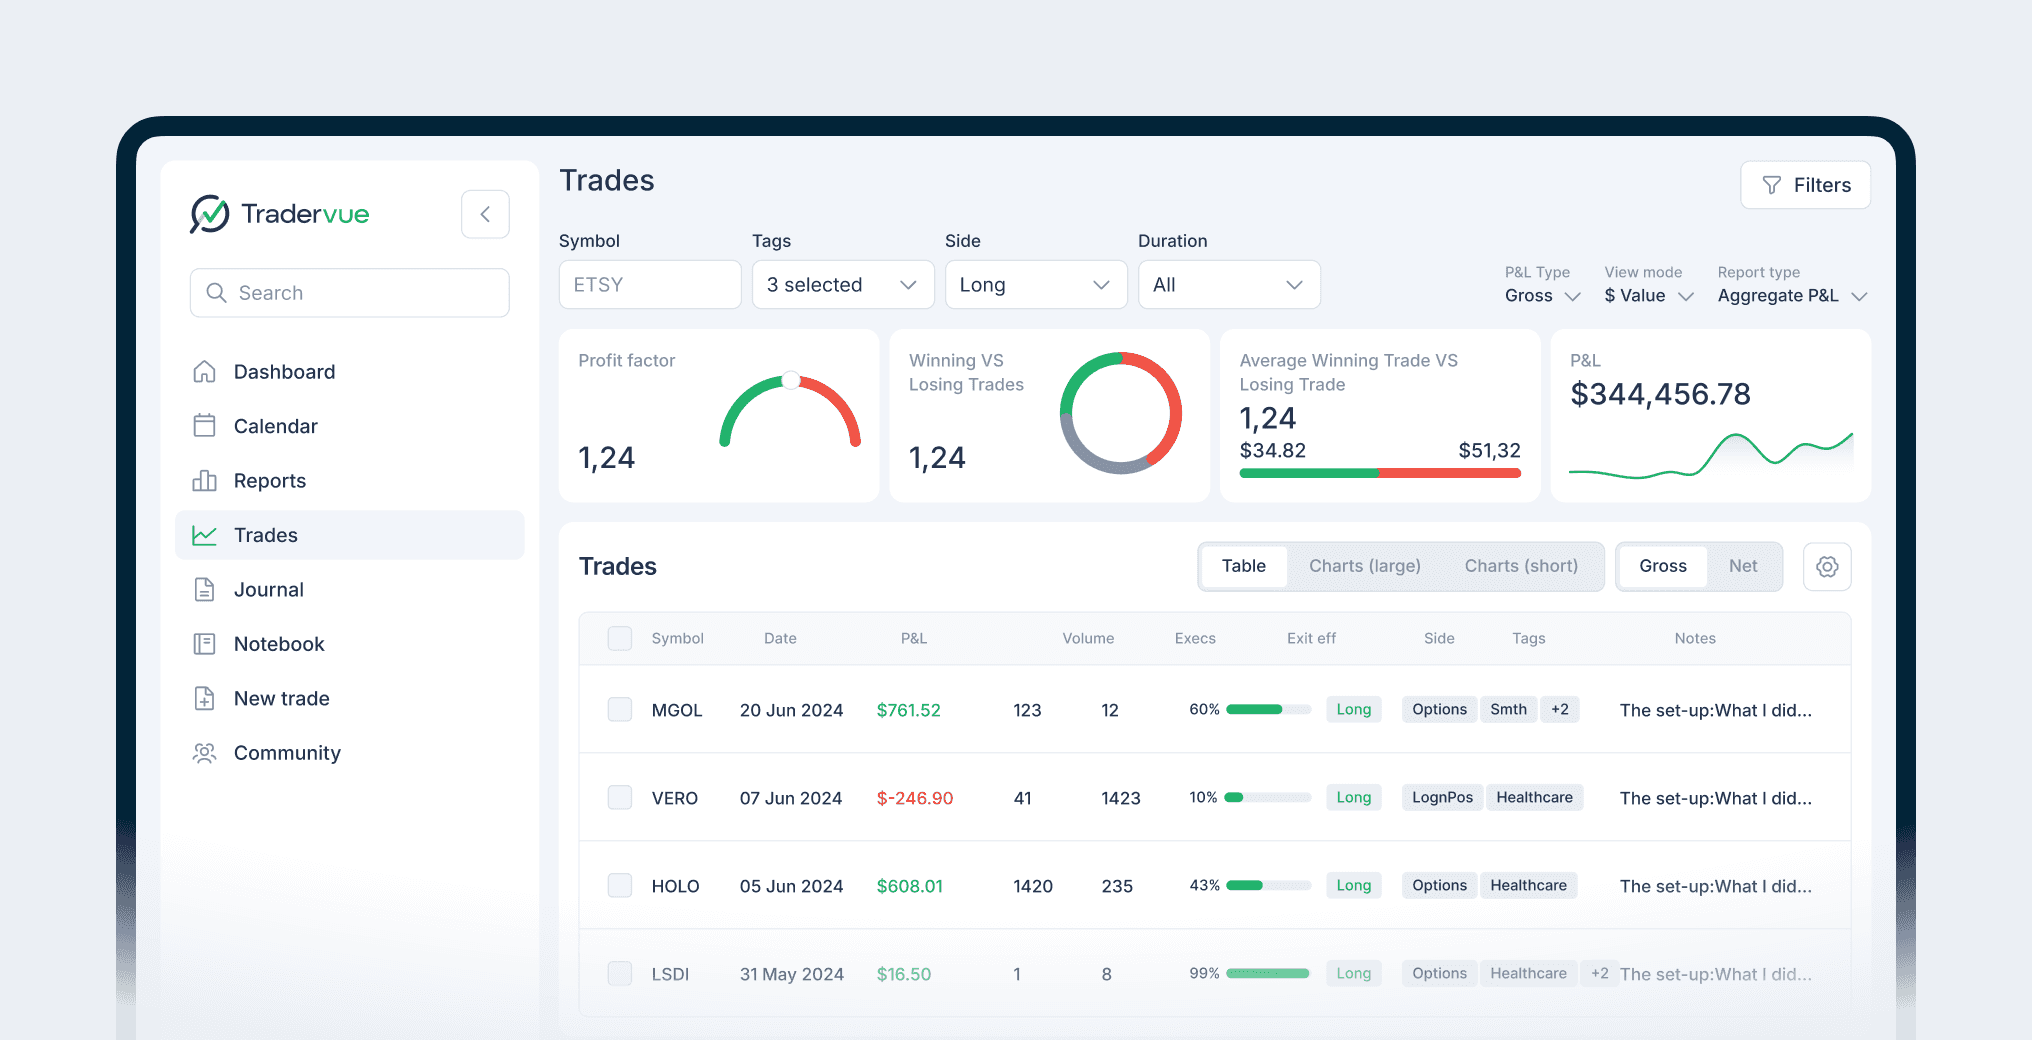 Tradervue
Search
Dashboard
Calendar
Reports
Trades
Journal
Notebook
New trade
Community
Trades
Filters
Symbol Tags Side Duration
ETSY 3 selected Long All
P&L Type View mode Report type
Gross $ Value Aggregate P&L
Profit factor
1,24
Winning VS
Losing Trades
1,24
Average Winning Trade VS
Losing Trade
1,24
$34.82 $51,32
P&L
$344,456.78
Trades
Table Charts (large) Charts (short) Gross Net
Symbol Date P&L Volume Execs Exit eff Side Tags Notes
MGOL 20 Jun 2024 $761.52 123 12 60% Long Options Smth +2 The set-up:What I did...
VERO 07 Jun 2024 $-246.90 41 1423 10% Long LognPos Healthcare The set-up:What I did...
HOLO 05 Jun 2024 $608.01 1420 235 43% Long Options Healthcare The set-up:What I did...
LSDI 31 May 2024 $16.50 1 8 99% Long Options Healthcare +2 The set-up:What I did...